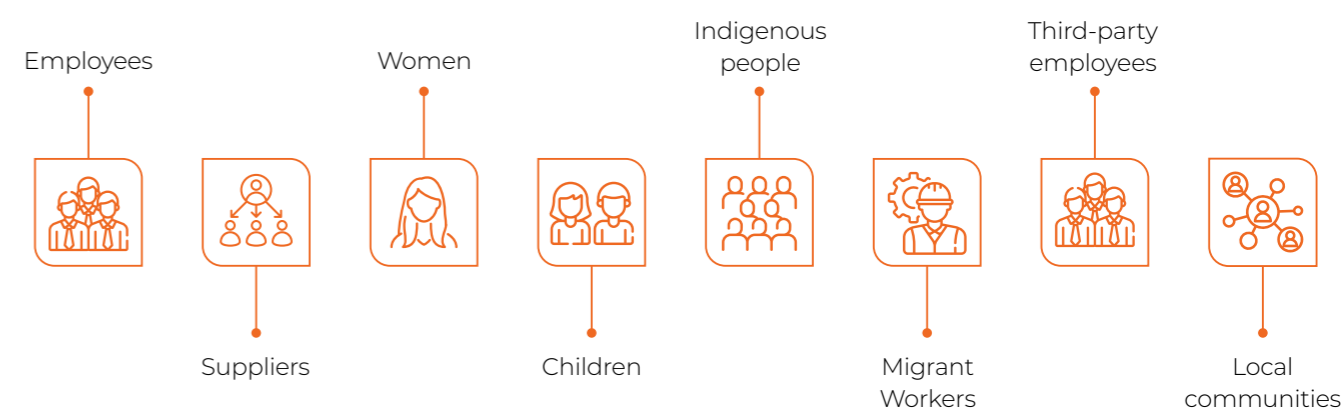 Employees
Suppliers
Women
Children
Indigenous
people
Migrant
Workers
Third-party
employees
Local
communities